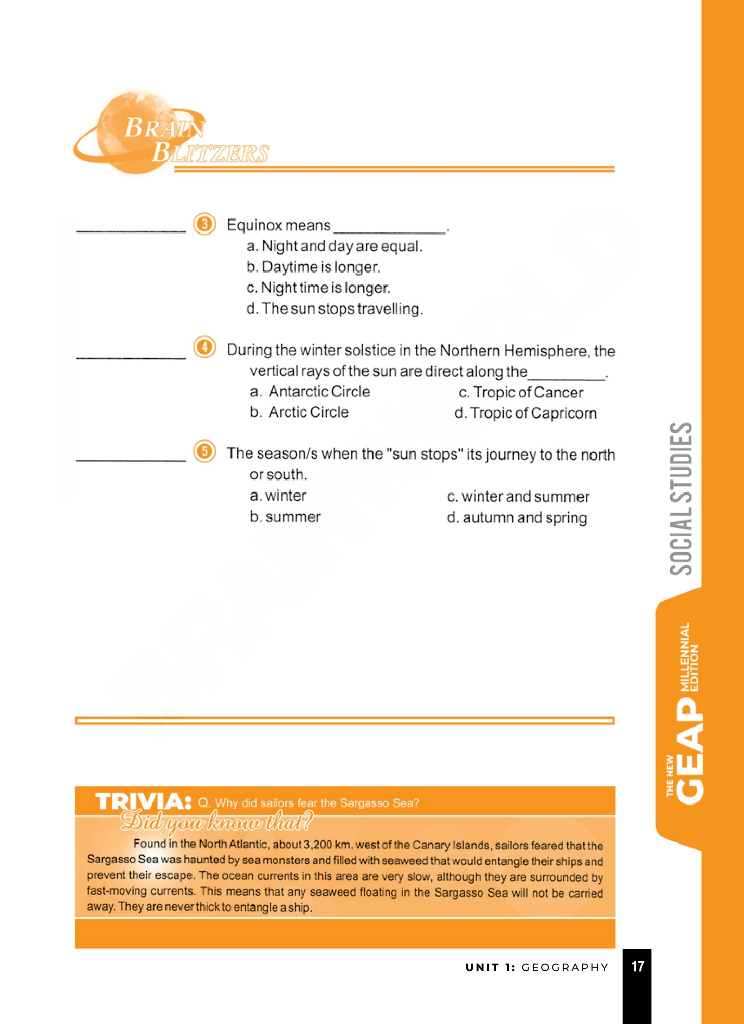 BRAIN
BLITZERS
____________ 3 Equinox means ____________.
a. Night and day are equal.
b. Daytime is longer.
c. Night time is longer.
d. The sun stops travelling.
____________ 4 During the winter solstice in the Northern Hemisphere, the
vertical rays of the sun are direct along the_________.
a. Antarctic Circle c. Tropic of Cancer
b. Arctic Circle d. Tropic of Capricorn
____________ 5 The season/s when the "sun stops" its journey to the north
or south.
a. winter c. winter and summer
b. summer d. autumn and spring
SOCIAL STUDIES
THE NEW
GEAP
MILLENNIAL
EDITION
TRIVIA: Q. Why did sailors fear the Sargasso Sea?
Did you know that?
Found in the North Atlantic, about 3,200 km. west of the Canary Islands, sailors feared that the
Sargasso Sea was haunted by sea monsters and filled with seaweed that would entangle their ships and
prevent their escape. The ocean currents in this area are very slow, although they are surrounded by
fast-moving currents. This means that any seaweed floating in the Sargasso Sea will not be carried
away. They are never thick to entangle a ship.
UNIT 1: GEOGRAPHY 17